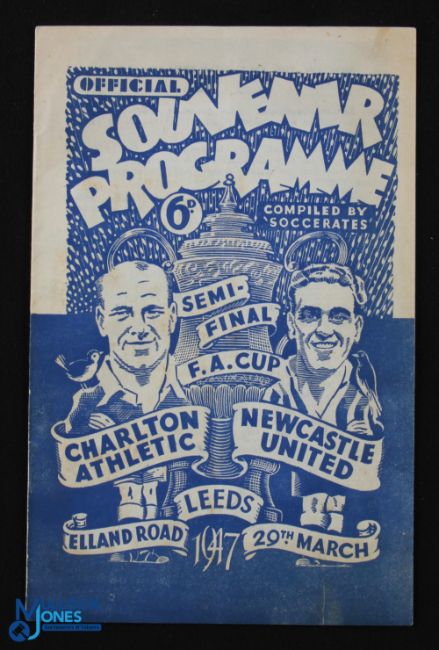 OFFICIAL
SOUVENIR
PROGRAMME
6D
COMPILED BY
SOCCERATES
SEMI-
FINAL
F.A. CUP
CHARLTON
ATHLETIC
NEWCASTLE
UNITED
LEEDS
ELLAND ROAD
1947
29TH MARCH
JONES